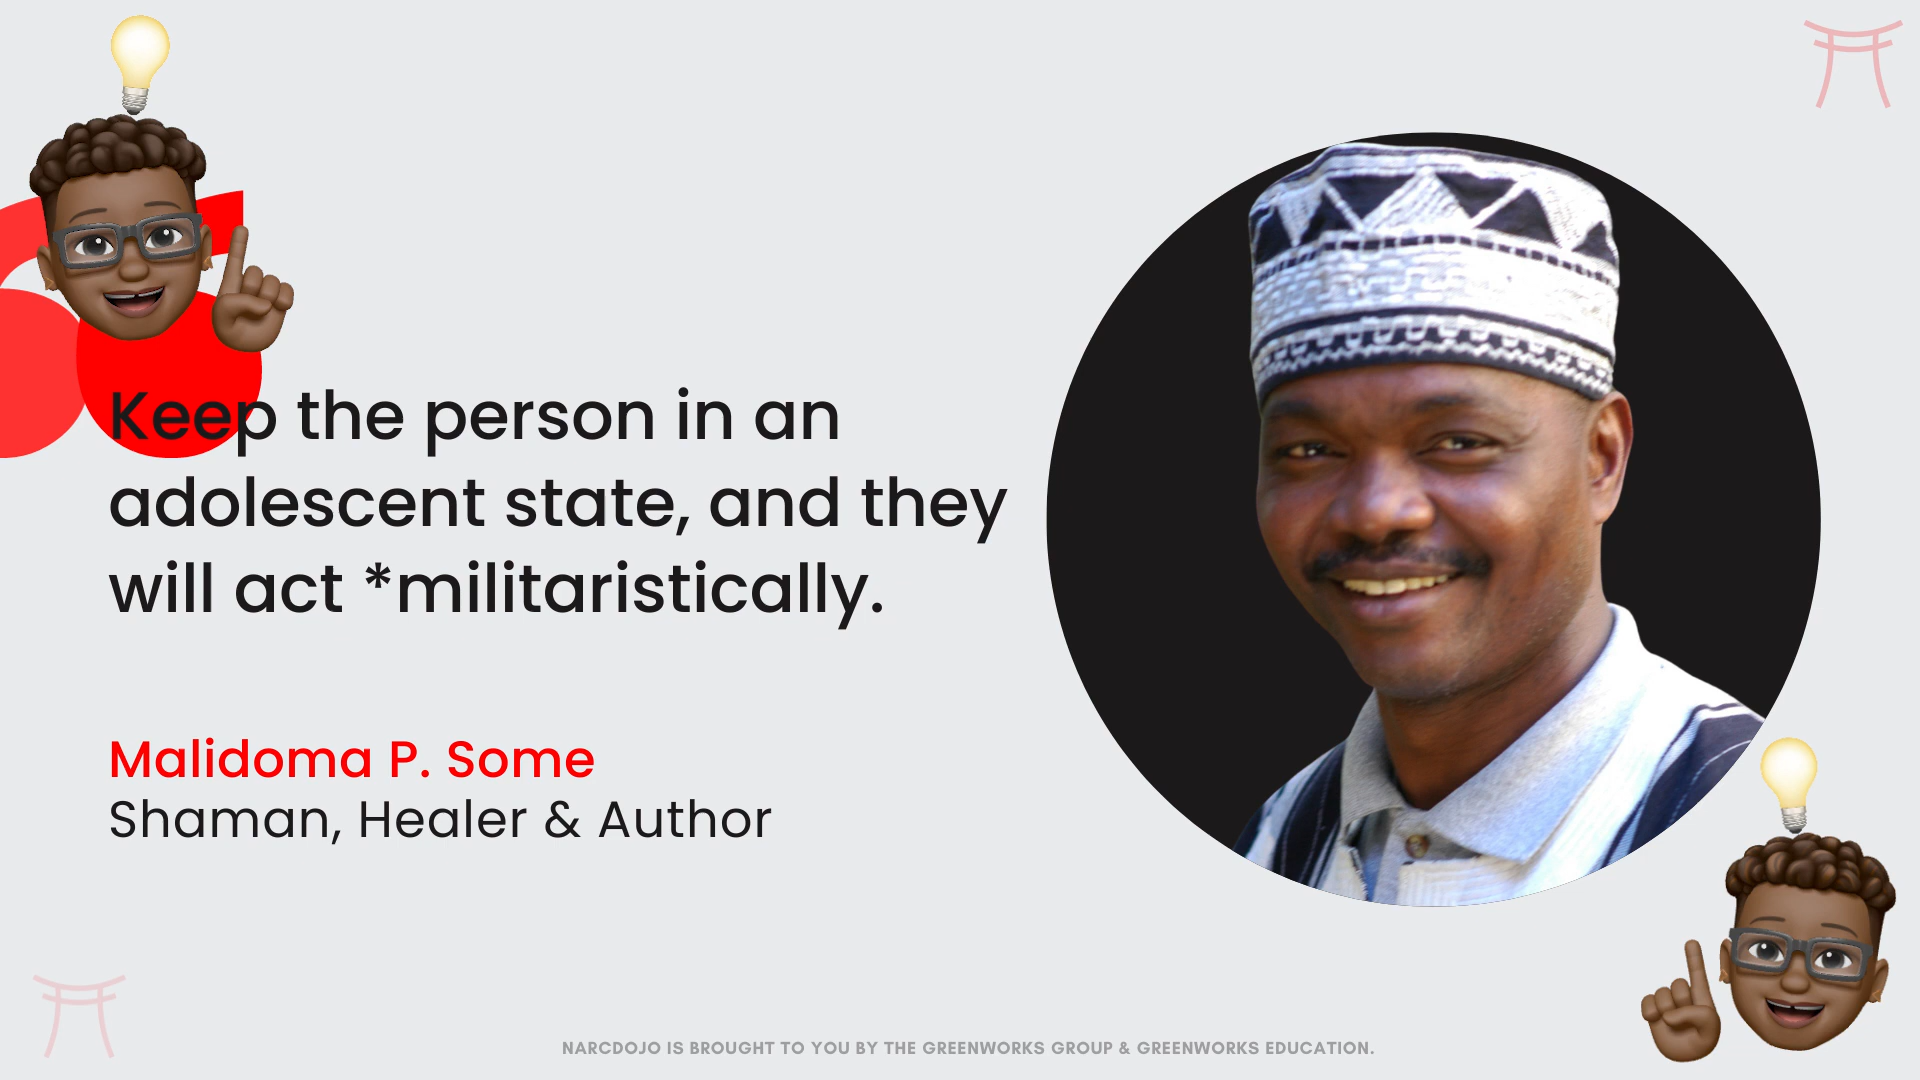 Keep the person in an
adolescent state, and they
will act *militaristically.
Malidoma P. Some
Shaman, Healer & Author
NARCDOJO IS BROUGHT TO YOU BY THE GREENWORKS GROUP & GREENWORKS EDUCATION.